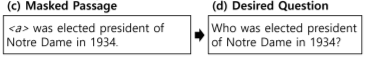 (c) Masked Passage
<a> was elected president of
Notre Dame in 1934.
(d) Desired Question
Who was elected president
of Notre Dame in 1934?